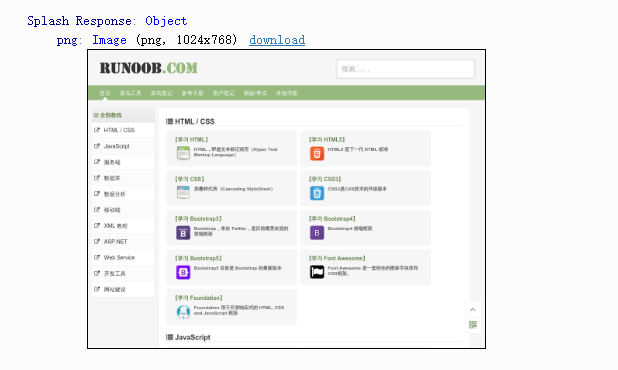 Splash Response: Object
png: Image (png, 1024x768) download
RUNOOB.COM
搜索……
首页 菜鸟工具 菜鸟笔记 参考手册 用户笔记 测验/考试 本地书签
全部教程
HTML / CSS
JavaScript
服务端
数据库
数据分析
移动端
XML 教程
ASP.NET
Web Service
开发工具
网站建设
HTML / CSS
【学习 HTML】
HTML，即超文本标记语言（Hyper Text
Markup Language）
【学习 HTML5】
HTML5 是下一代 HTML 标准
【学习 CSS】
层叠样式表（Cascading StyleSheet）
【学习 CSS3】
CSS3是CSS技术的升级版本
【学习 Bootstrap3】
Bootstrap，来自 Twitter，是目前最受欢迎的
前端框架
【学习 Bootstrap4】
Bootstrap4 前端框架
【学习 Bootstrap5】
Bootstrap5 目前是 Bootstrap 的最新版本
【学习 Font Awesome】
Font Awesome 是一套绝佳的图标字体库和
CSS框架。
【学习 Foundation】
Foundation 用于开发响应式的 HTML, CSS
and JavaScript 框架
JavaScript